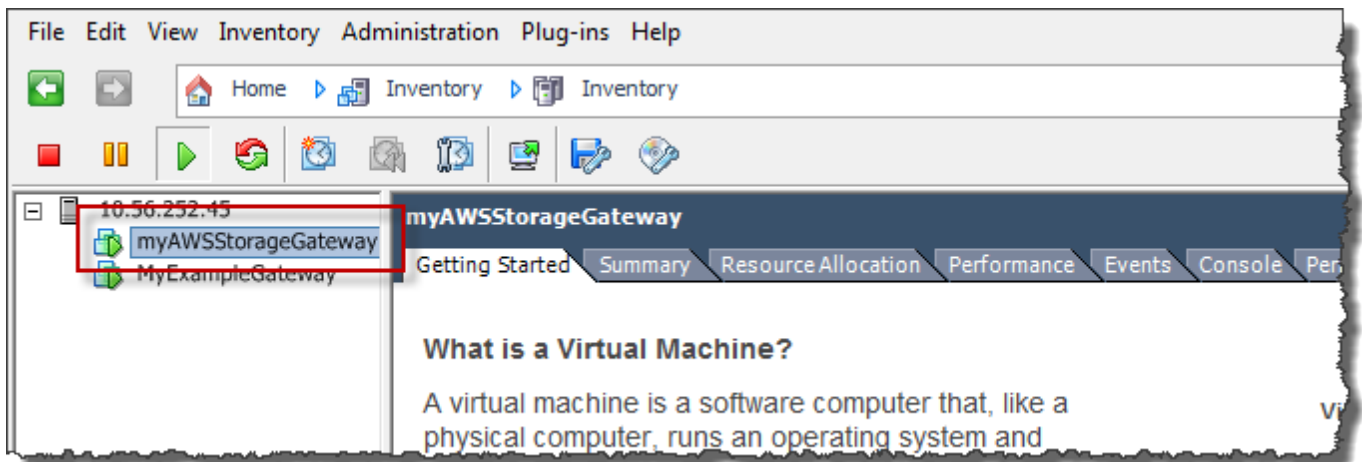 File Edit View Inventory Administration Plug-ins Help
Home Inventory Inventory
10.56.252.45
myAWSStorageGateway
MyExampleGateway
myAWSStorageGateway
Getting Started Summary Resource Allocation Performance Events Console
What is a Virtual Machine?
A virtual machine is a software computer that, like a
physical computer, runs an operating system and